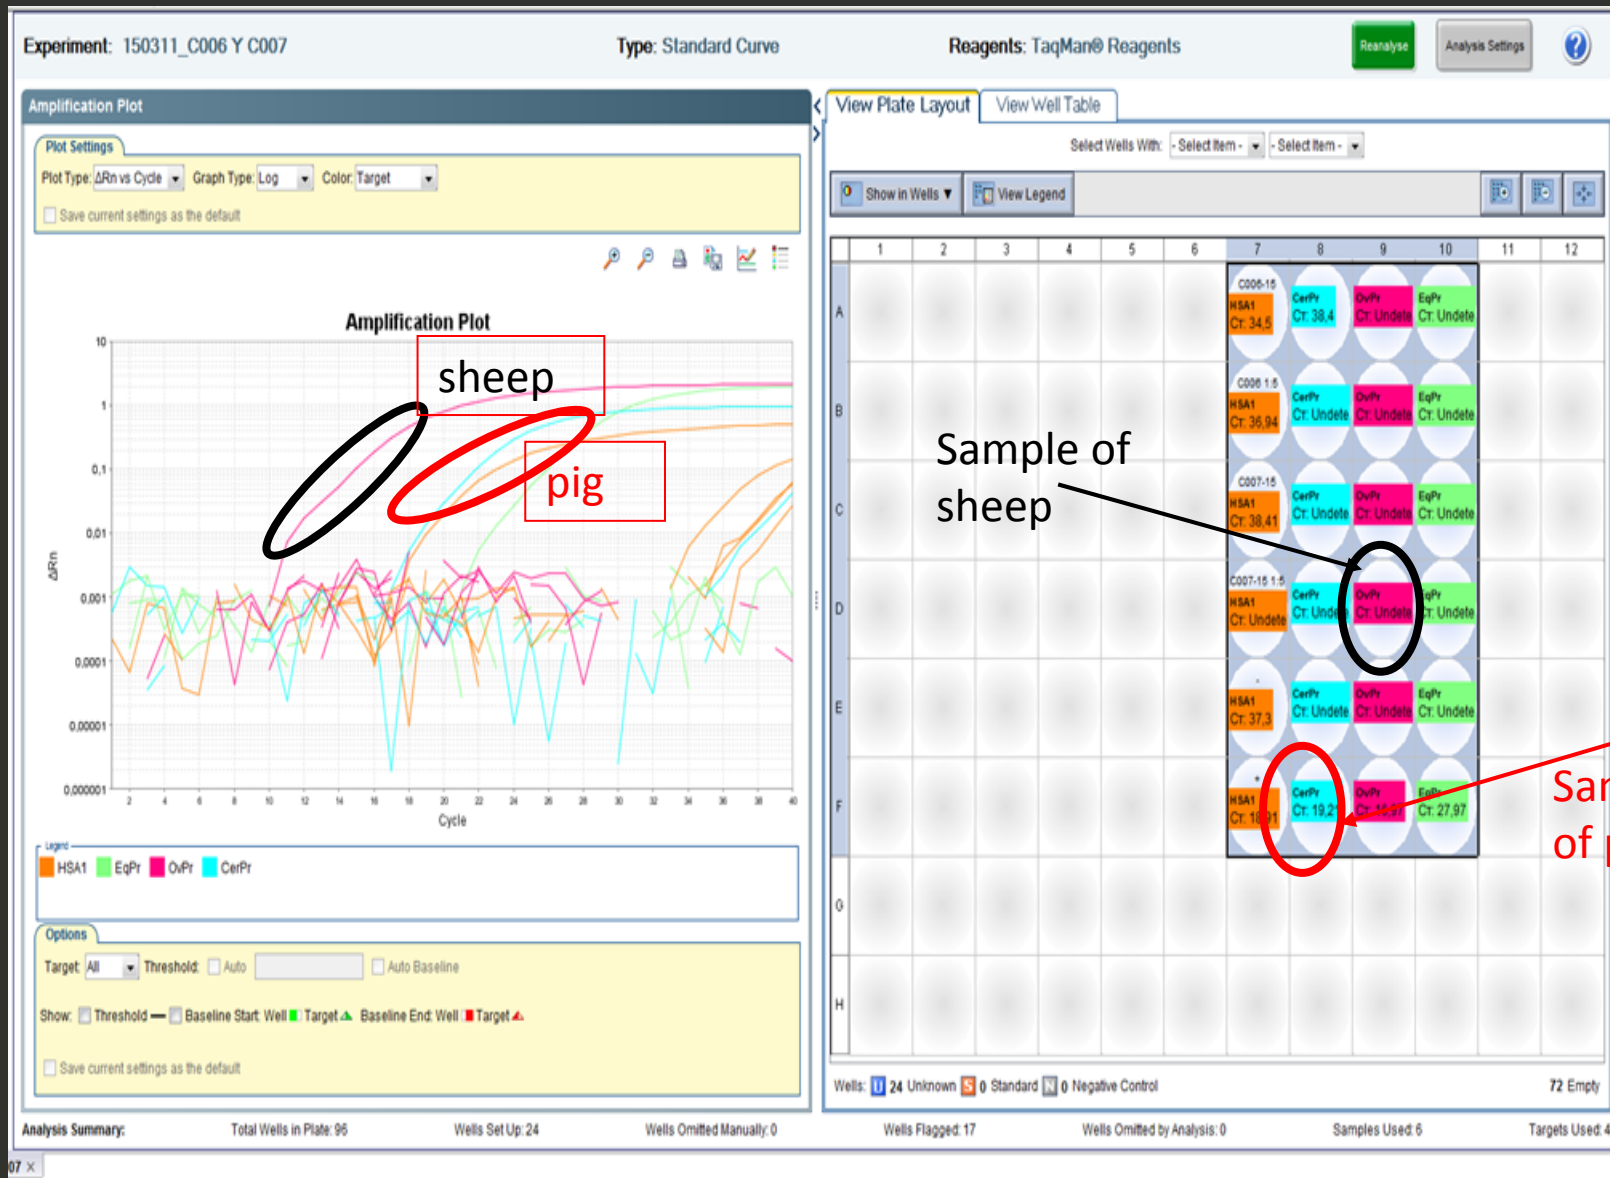 Experiment: 150311_C006 Y C007 Type: Standard Curve Reagents: TaqMan® Reagents Reanalyse Analysis Settings ?
Amplification Plot
Plot Settings
Plot Type: ΔRn vs Cycle Graph Type: Log Color: Target
Save current settings as the default
Amplification Plot
sheep
pig
10
1
0,1
0,01
0,001
0,0001
0,00001
0,000001
ΔRn
2 4 6 8 10 12 14 16 18 20 22 24 26 28 30 32 34 36 38 40
Cycle
Legend
HSA1 EqPr OvPr CerPr
Options
Target: All Threshold: Auto Auto Baseline
Show: Threshold Baseline Start: Well Target Baseline End: Well Target
Save current settings as the default
View Plate Layout View Well Table
Select Wells With: - Select Item - - Select Item -
Show in Wells ▼ View Legend
1 2 3 4 5 6 7 8 9 10 11 12
A
C006-15
HSA1 CerPr OvPr EqPr
CT: 34,5 CT: 38,4 CT: Undete CT: Undete
B
C006 1:5
HSA1 CerPr OvPr EqPr
CT: 36,94 CT: Undete CT: Undete CT: Undete
Sample of
sheep
C
C007-15
HSA1 CerPr OvPr EqPr
CT: 38,41 CT: Undete CT: Undete CT: Undete
D
C007-15 1:5
HSA1 CerPr OvPr EqPr
CT: Undete CT: Undete CT: Undete CT: Undete
E
HSA1 CerPr OvPr EqPr
CT: 37,3 CT: Undete CT: Undete CT: Undete
F
*
HSA1 CerPr OvPr EqPr
CT: 19,2 CT: 27,97
Sar
of p
G
H
Wells: U 24 Unknown S 0 Standard N 0 Negative Control 72 Empty
Analysis Summary: Total Wells in Plate: 96 Wells Set Up: 24 Wells Omitted Manually: 0 Wells Flagged: 17 Wells Omitted by Analysis: 0 Samples Used: 6 Targets Used: 4
07 ×